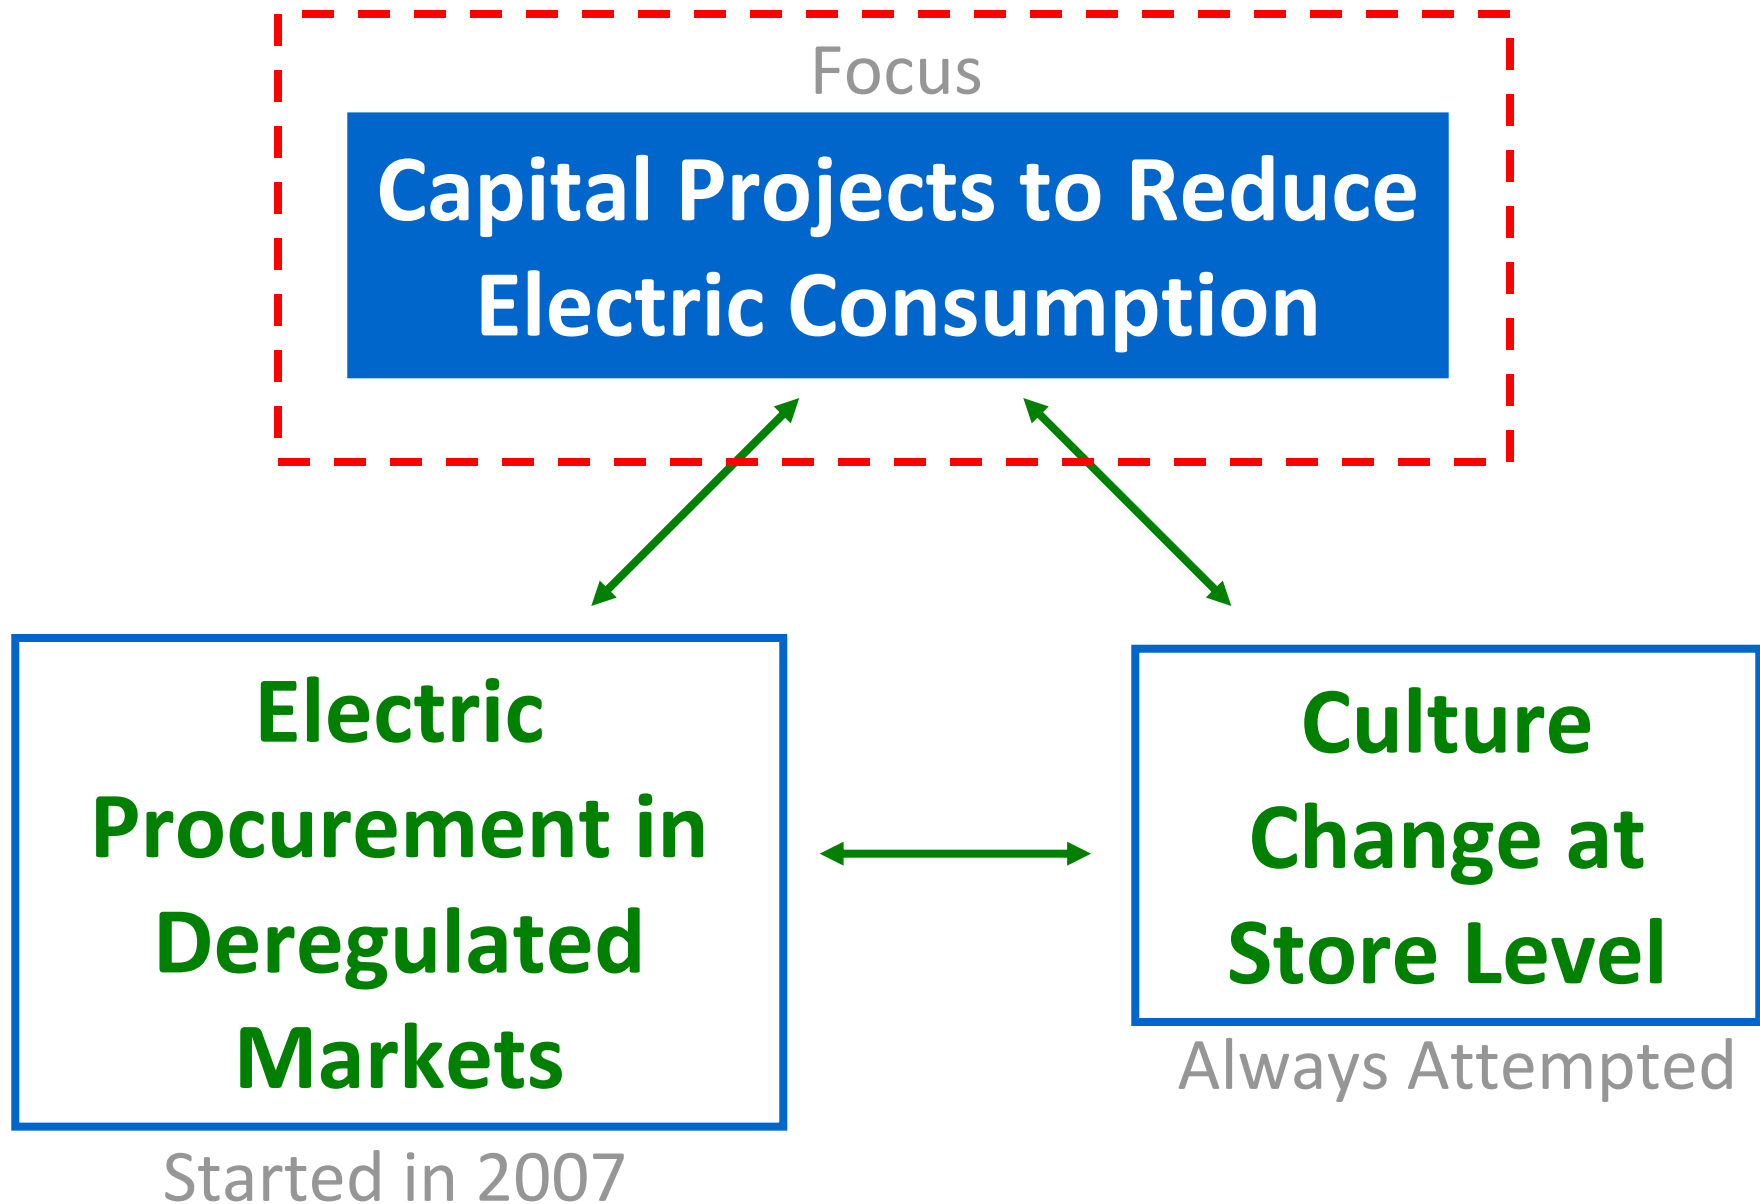 Focus
Capital Projects to Reduce
Electric Consumption
Electric
Procurement in
Deregulated
Markets
Started in 2007
Culture
Change at
Store Level
Always Attempted